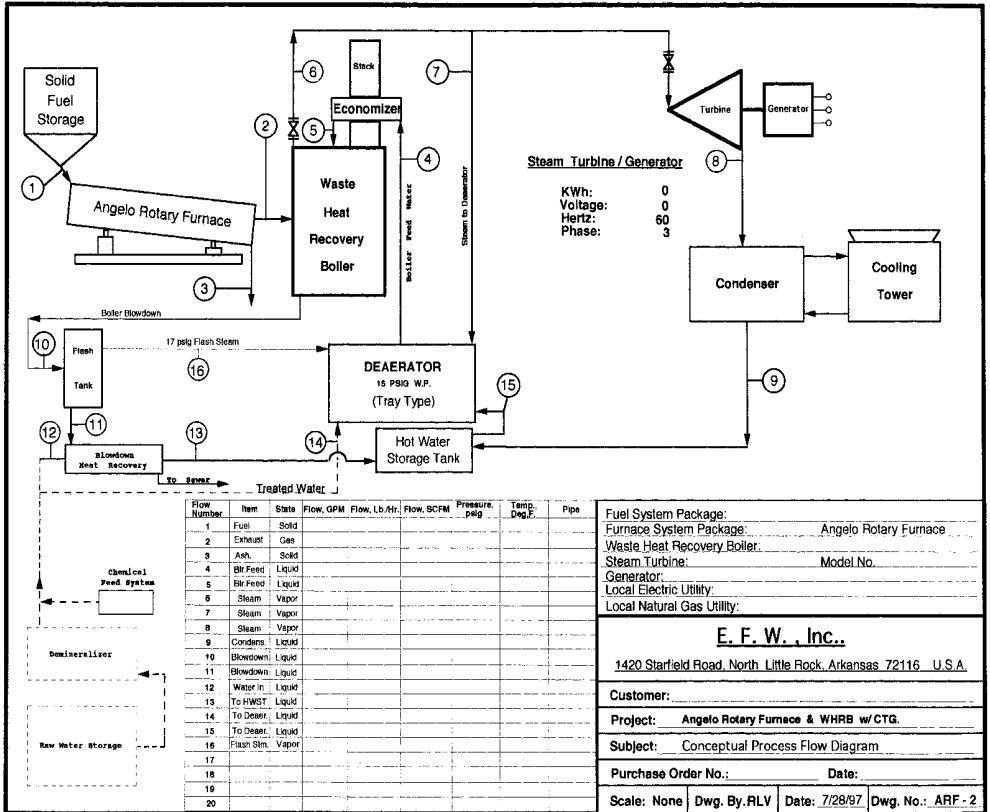 Solid
Fuel
Storage
1
Angelo Rotary Furnace
2
3
Waste
Heat
Recovery
Boiler
Stack
Economizer
5
6
4
Boiler Feed Water
7
Steam to Deaerator
Turbine
Generator
8
Steam Turbine / Generator
KWh: 0
Voltage: 0
Hertz: 60
Phase: 3
Condenser
Cooling
Tower
9
Boiler Blowdown
10
Flash
Tank
17 psig Flash Steam
16
DEAERATOR
15 PSIG W.P.
(Tray Type)
15
11
12
Blowdown
Heat Recovery
13
14
Hot Water
Storage Tank
To Sewer
Treated Water
Chemical
Feed System
Demineralizer
Raw Water Storage
Flow Number Item State Flow, GPM Flow, Lb./Hr. Flow, SCFM Pressure, psig Temp., Deg.F. Pipe
1 Fuel Solid
2 Exhaust Gas
3 Ash. Solid
4 Blr.Feed Liquid
5 Blr.Feed Liquid
6 Steam Vapor
7 Steam Vapor
8 Steam Vapor
9 Condens. Liquid
10 Blowdown Liquid
11 Blowdown Liquid
12 Water In Liquid
13 To HWST Liquid
14 To Deaer. Liquid
15 To Deaer. Liquid
16 Flash Stm. Vapor
17
18
19
20
Fuel System Package:
Furnace System Package: Angelo Rotary Furnace
Waste Heat Recovery Boiler:
Steam Turbine: Model No.
Generator:
Local Electric Utility:
Local Natural Gas Utility:
E. F. W. , Inc..
1420 Starfield Road, North Little Rock, Arkansas 72116 U.S.A.
Customer:
Project: Angelo Rotary Furnace & WHRB w/ CTG.
Subject: Conceptual Process Flow Diagram
Purchase Order No.: Date:
Scale: None Dwg. By.RLV Date: 7/28/97 Dwg. No.: ARF - 2